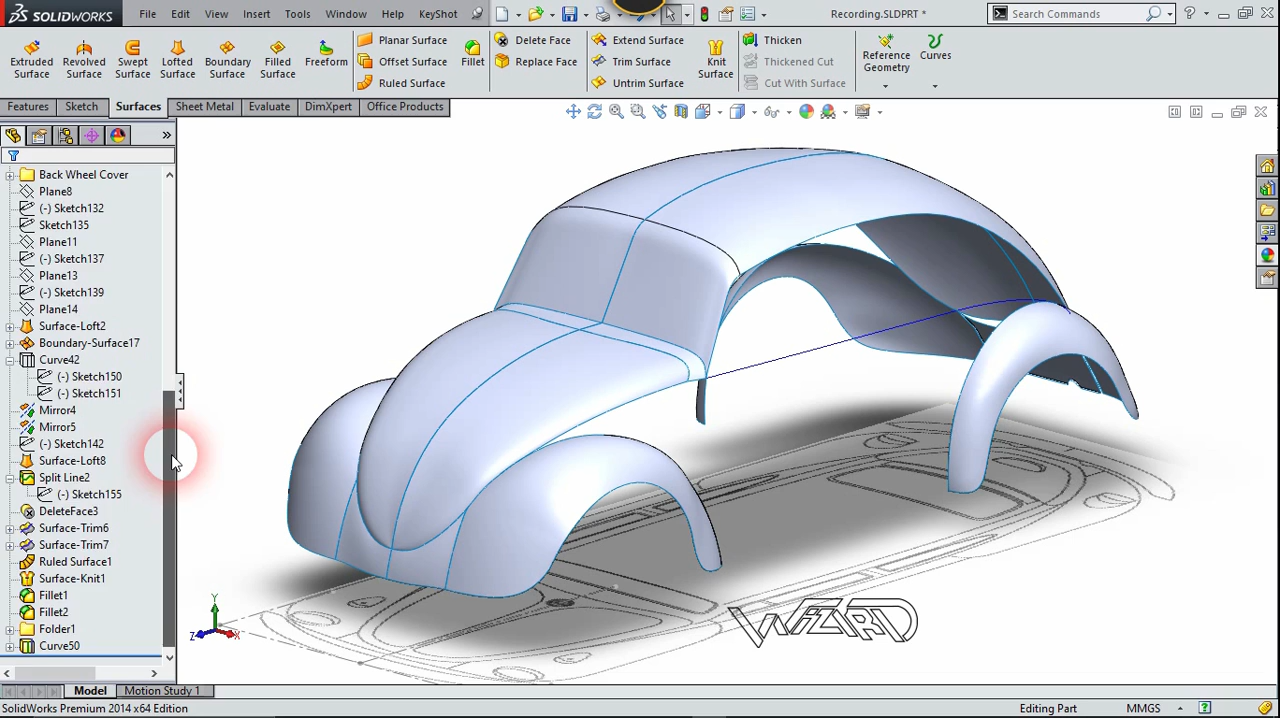 SOLIDWORKS File Edit View Insert Tools Window Help KeyShot Recording.SLDPRT * Search Commands
Extruded Surface Revolved Surface Swept Surface Lofted Surface Boundary Surface Filled Surface Freeform Planar Surface Offset Surface Ruled Surface Fillet Delete Face Replace Face Extend Surface Trim Surface Untrim Surface Knit Surface Thicken Thickened Cut Cut With Surface Reference Geometry Curves
Features Sketch Surfaces Sheet Metal Evaluate DimXpert Office Products
Back Wheel Cover
Plane8
(-) Sketch132
Sketch135
Plane11
(-) Sketch137
Plane13
(-) Sketch139
Plane14
Surface-Loft2
Boundary-Surface17
Curve42
(-) Sketch150
(-) Sketch151
Mirror4
Mirror5
(-) Sketch142
Surface-Loft8
Split Line2
(-) Sketch155
DeleteFace3
Surface-Trim6
Surface-Trim7
Ruled Surface1
Surface-Knit1
Fillet1
Fillet2
Folder1
Curve50
Y
Z X
WIZARD
Model Motion Study 1
SolidWorks Premium 2014 x64 Edition Editing Part MMGS